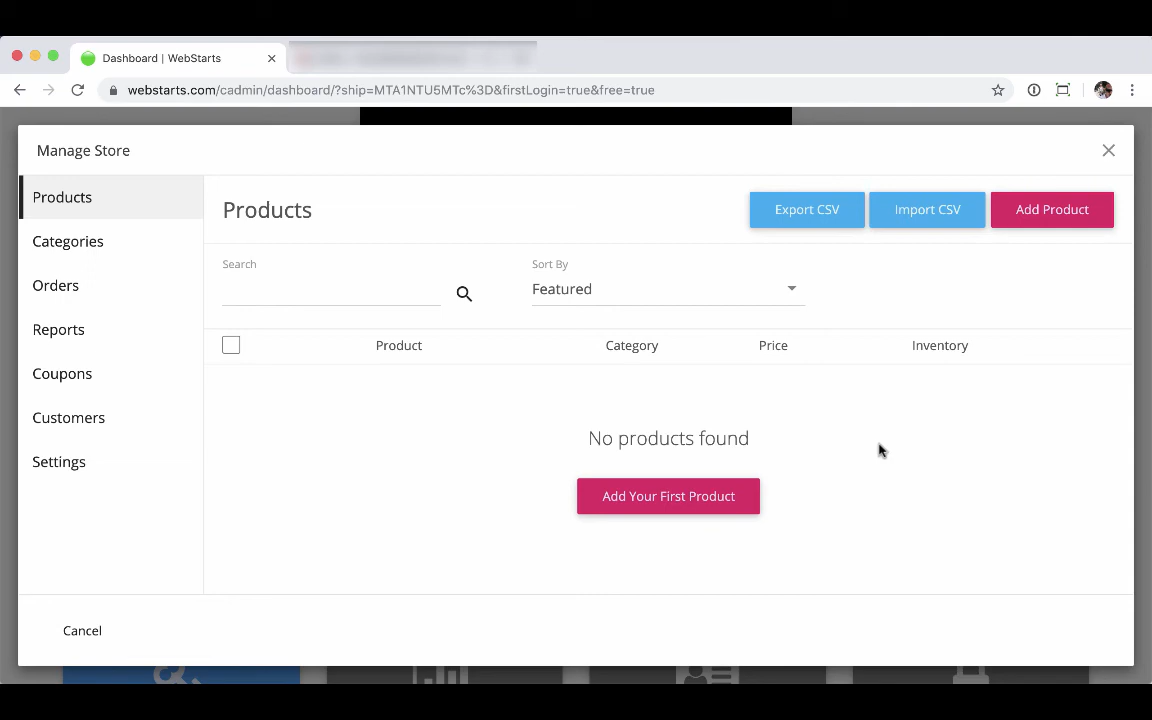 Dashboard | WebStarts
webstarts.com/cadmin/dashboard/?ship=MTA1NTU5MTc%3D&firstLogin=true&free=true
Manage Store
Products
Categories
Orders
Reports
Coupons
Customers
Settings
Products
Export CSV
Import CSV
Add Product
Search
Sort By
Featured
Product
Category
Price
Inventory
No products found
Add Your First Product
Cancel